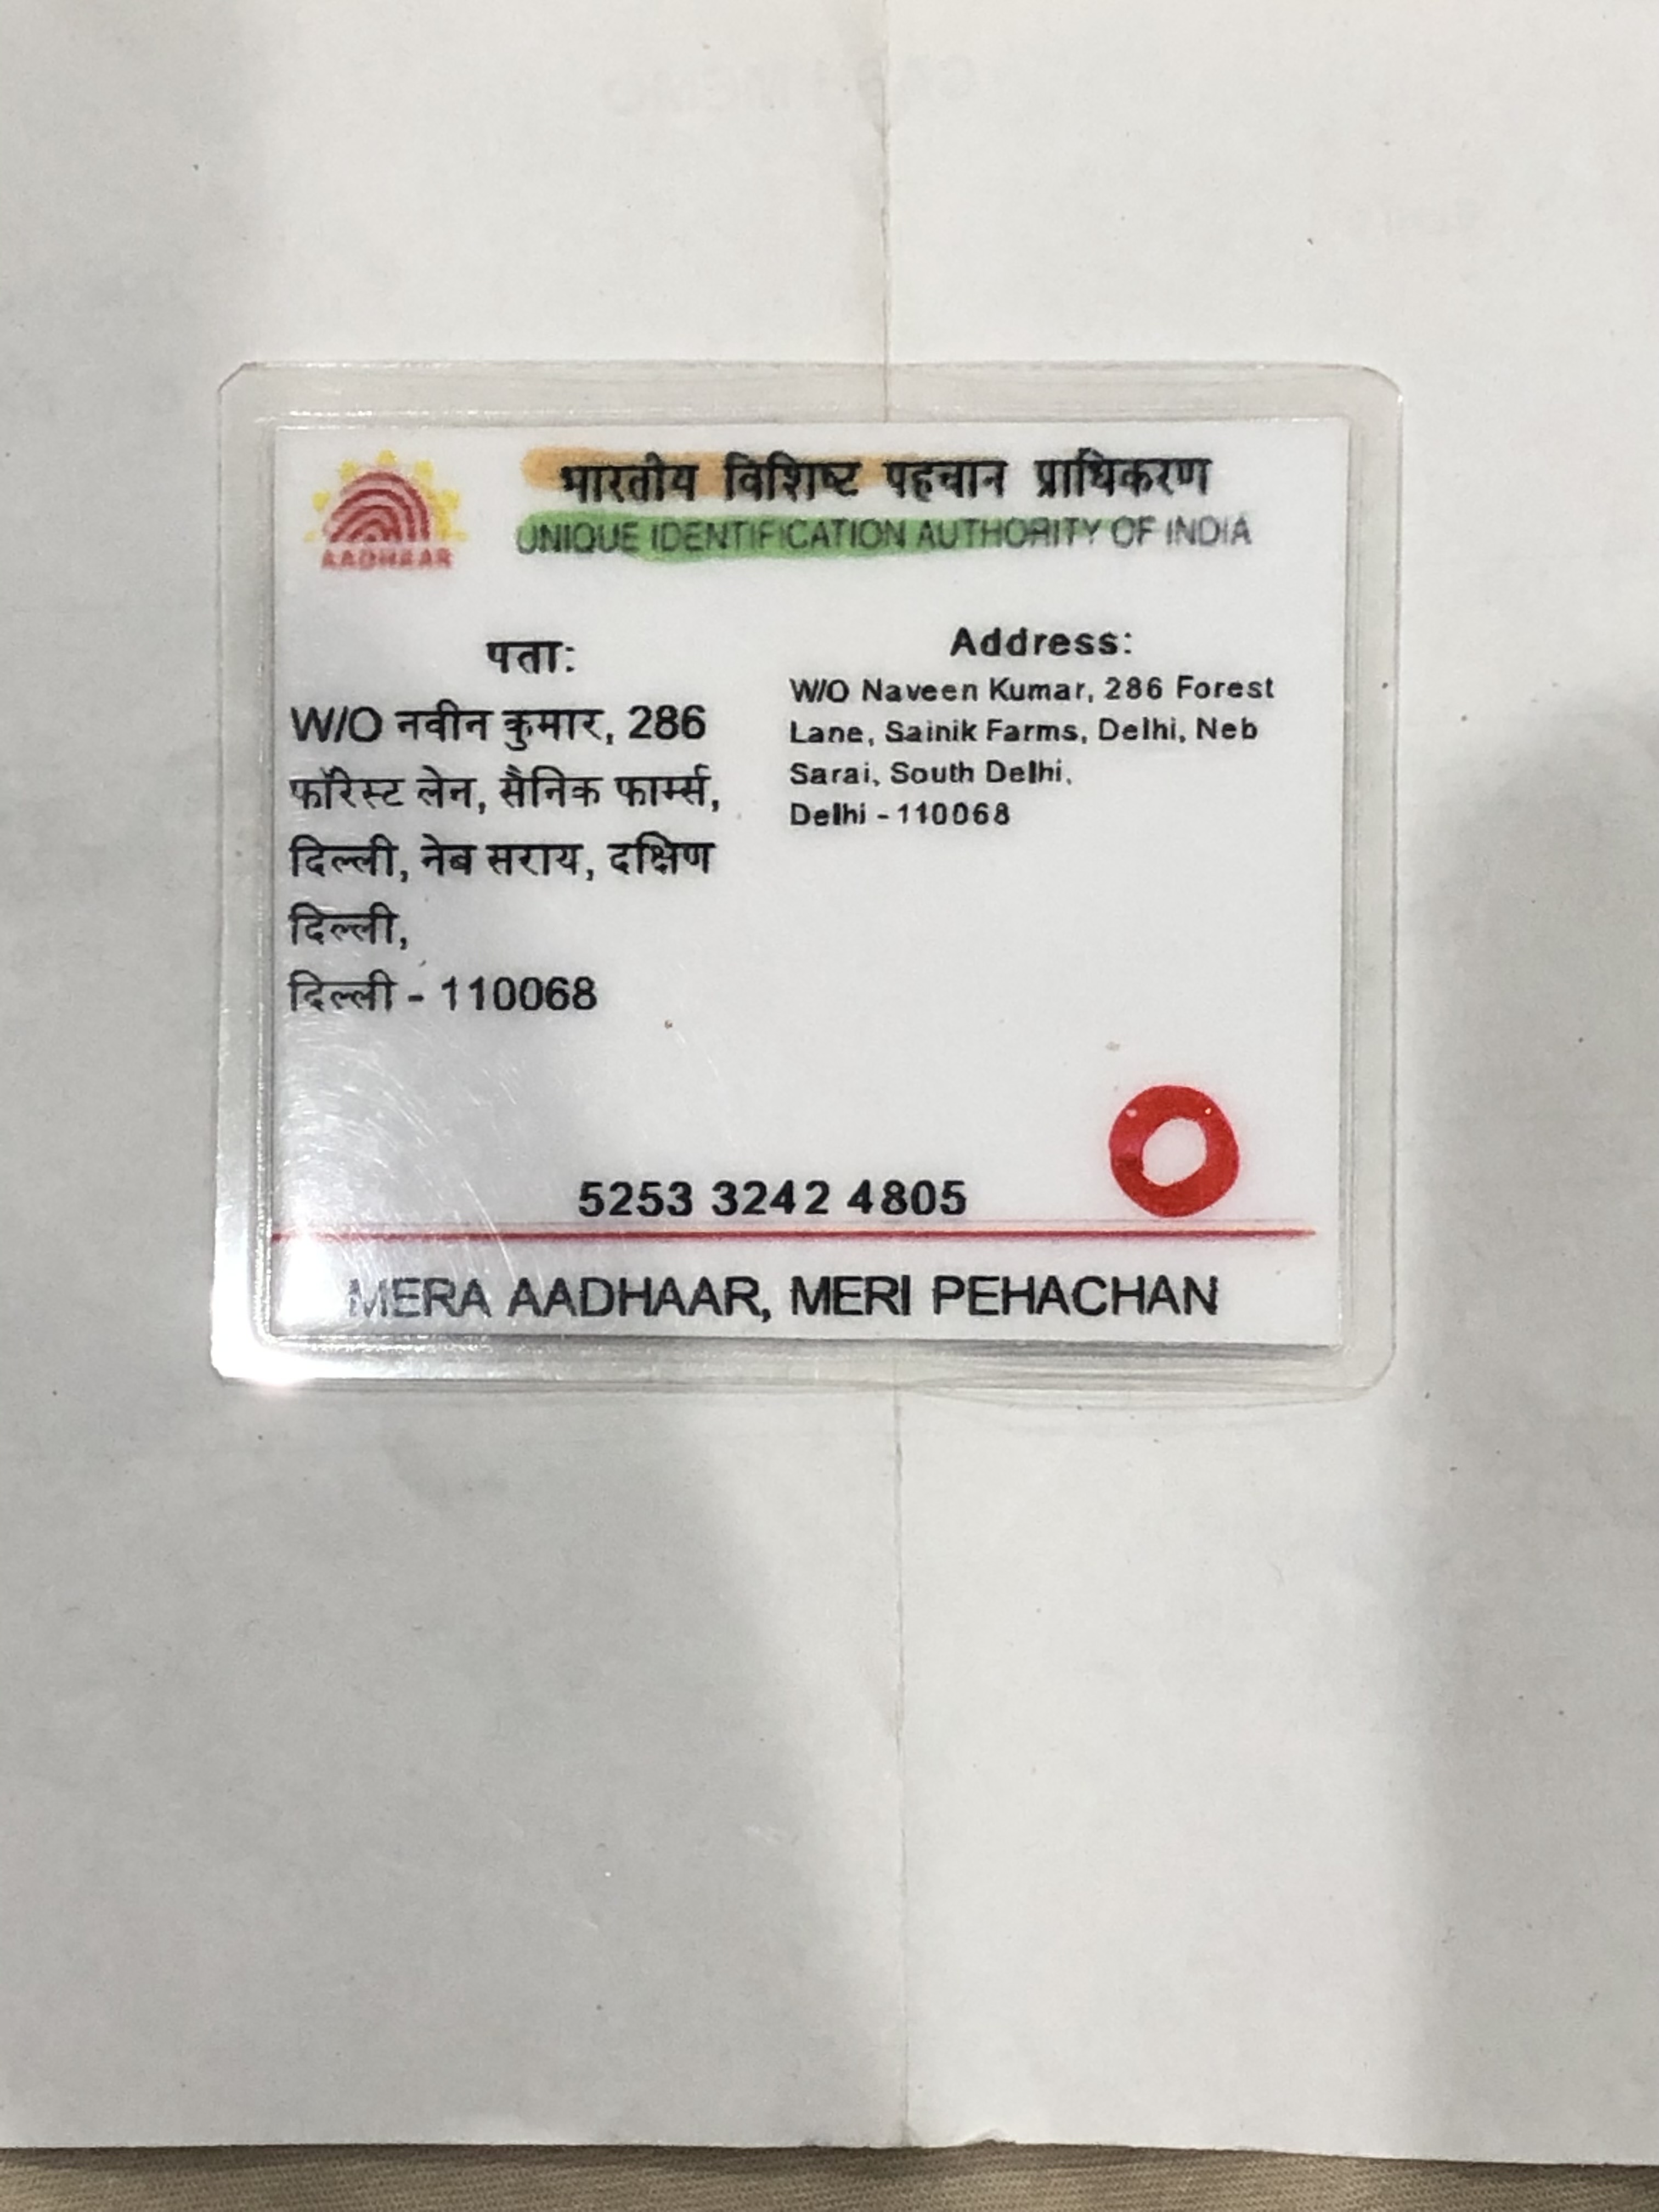 भारतीय विशिष्ट पहचान प्राधिकरण
UNIQUE IDENTIFICATION AUTHORITY OF INDIA
AADHAAR
पता:
W/O नवीन कुमार, 286
फॉरेस्ट लेन, सैनिक फार्म्स,
दिल्ली, नेब सराय, दक्षिण
दिल्ली,
दिल्ली - 110068
Address:
W/O Naveen Kumar, 286 Forest
Lane, Sainik Farms, Delhi, Neb
Sarai, South Delhi,
Delhi - 110068
5253 3242 4805
MERA AADHAAR, MERI PEHACHAN